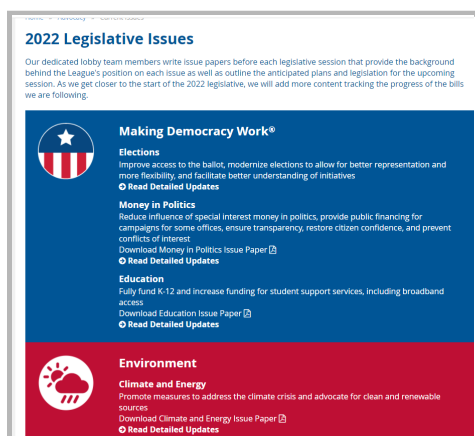 2022 Legislative Issues
Our dedicated lobby team members write issue papers before each legislative session that provide the background
behind the League's position on each issue as well as outline the anticipated plans and legislation for the upcoming
session. As we get closer to the start of the 2022 legislative, we will add more content tracking the progress of the bills
we are following.
Making Democracy Work®
Elections
Improve access to the ballot, modernize elections to allow for better representation and
more flexibility, and facilitate better understanding of initiatives
Read Detailed Updates
Money in Politics
Reduce influence of special interest money in politics, provide public financing for
campaigns for some offices, ensure transparency, restore citizen confidence, and prevent
conflicts of interest
Download Money in Politics Issue Paper
Read Detailed Updates
Education
Fully fund K-12 and increase funding for student support services, including broadband
access
Download Education Issue Paper
Read Detailed Updates
Environment
Climate and Energy
Promote measures to address the climate crisis and advocate for clean and renewable
sources
Download Climate and Energy Issue Paper
Read Detailed Updates